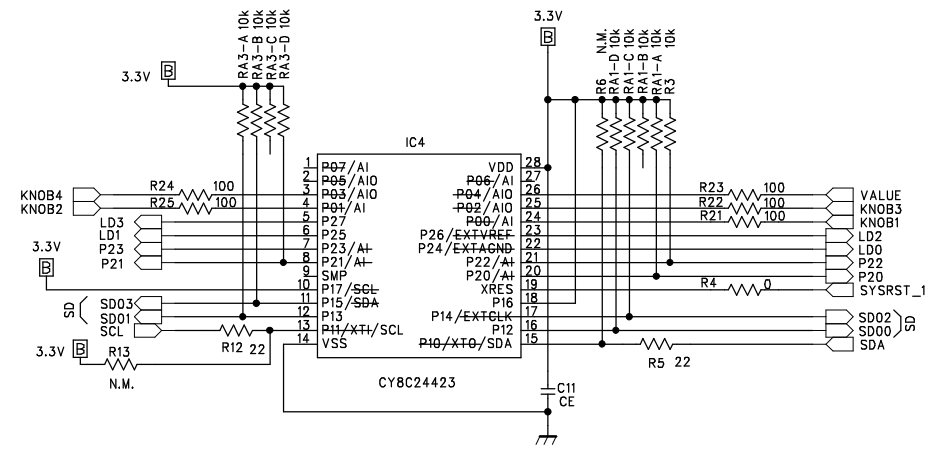 3.3V
B
RA3-A 10k
RA3-B 10k
RA3-C 10k
RA3-D 10k
3.3V
B
R6 N.M.
RA1-D 10k
RA1-C 10k
RA1-B 10k
RA1-A 10k
R3 10k
IC4
1 P07/AI
2 P05/AIO
3 P03/AIO
4 P01/AI
5 P27
6 P25
7 P23/AI
8 P21/AI
9 SMP
10 P17/SCL
11 P15/SDA
12 P13
13 P11/XTI/SCL
14 VSS
VDD 28
P06/AI 27
P04/AIO 26
P02/AIO 25
P00/AI 24
P26/EXTVREF 23
P24/EXTAGND 22
P22/AI 21
P20/AI 20
XRES 19
P16 18
P14/EXTCLK 17
P12 16
P10/XTO/SDA 15
CY8C24423
KNOB4 R24 100
KNOB2 R25 100
LD3
LD1
P23
P21
3.3V
B
SD
SD03
SD01
SCL
R12 22
3.3V
B
R13
N.M.
R23 100 VALUE
R22 100 KNOB3
R21 100 KNOB1
LD2
LD0
P22
P20
R4 0 SYSRST_1
SD02
SD00
SD
SDA
R5 22
C11
CE